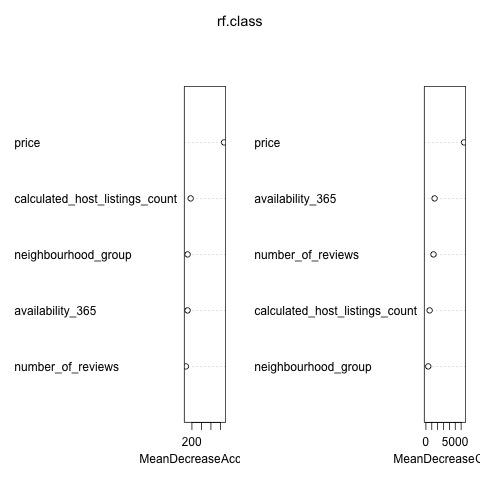 rf.class
price
calculated_host_listings_count
neighbourhood_group
availability_365
number_of_reviews
200
MeanDecreaseAcc
price
availability_365
number_of_reviews
calculated_host_listings_count
neighbourhood_group
0 5000
MeanDecreaseG